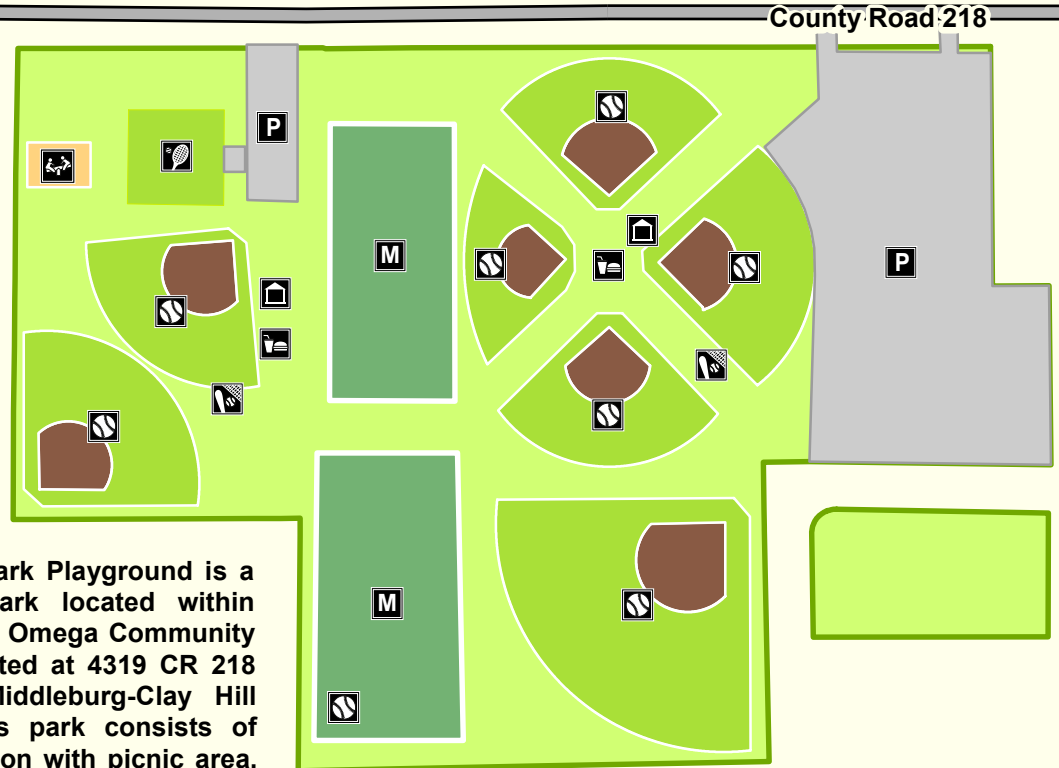 County Road 218
P
M
P
M
ark Playground is a
ark located within
Omega Community
ted at 4319 CR 218
iddleburg-Clay Hill
s park consists of
on with picnic area,